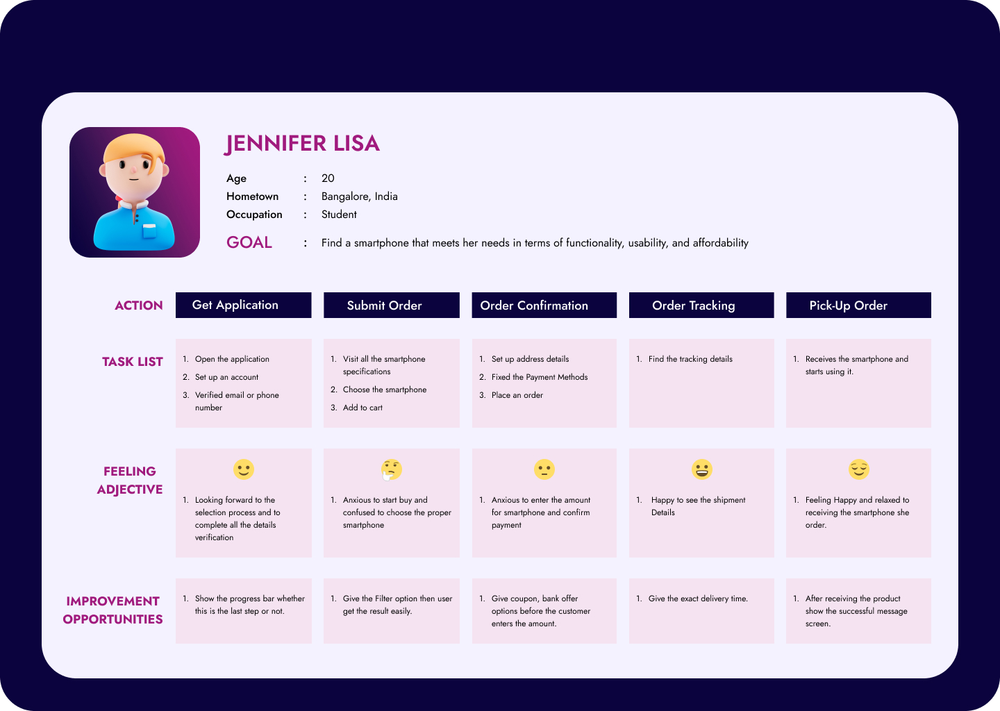 JENNIFER LISA
Age : 20
Hometown : Bangalore, India
Occupation : Student
GOAL : Find a smartphone that meets her needs in terms of functionality, usability, and affordability
ACTION
Get Application
Submit Order
Order Confirmation
Order Tracking
Pick-Up Order
TASK LIST
1. Open the application
2. Set up an account
3. Verified email or phone
number
1. Visit all the smartphone
specifications
2. Choose the smartphone
3. Add to cart
1. Set up address details
2. Fixed the Payment Methods
3. Place an order
1. Find the tracking details
1. Receives the smartphone and
starts using it.
FEELING
ADJECTIVE
1. Looking forward to the
selection process and to
complete all the details
verification
1. Anxious to start buy and
confused to choose the proper
smartphone
1. Anxious to enter the amount
for smartphone and confirm
payment
1. Happy to see the shipment
Details
1. Feeling Happy and relaxed to
receiving the smartphone she
order.
IMPROVEMENT
OPPORTUNITIES
1. Show the progress bar whether
this is the last step or not.
1. Give the Filter option then user
get the result easily.
1. Give coupon, bank offer
options before the customer
enters the amount.
1. Give the exact delivery time.
1. After receiving the product
show the successful message
screen.